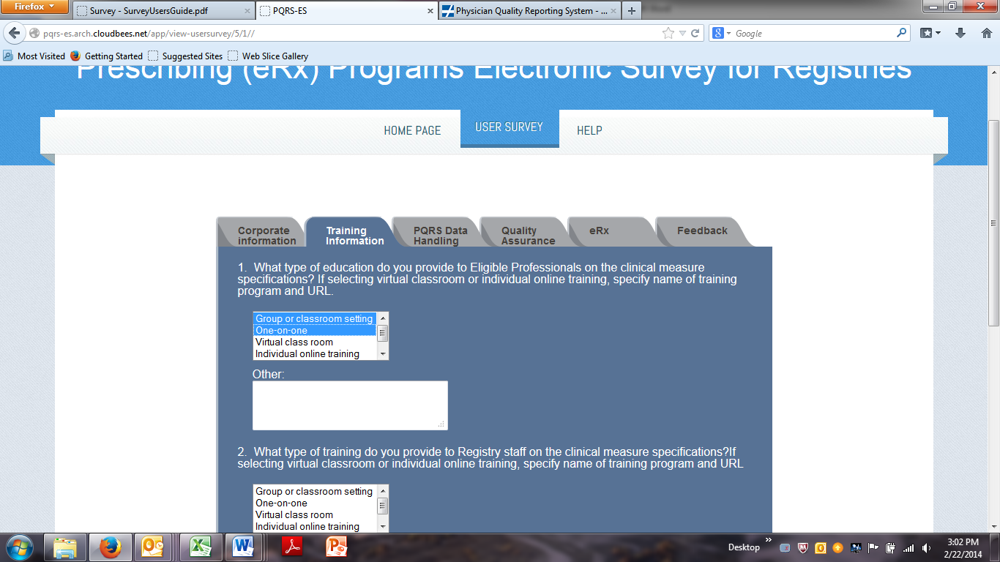 Firefox
Survey - SurveyUsersGuide.pdf
PQRS-ES
Physician Quality Reporting System - ...
pqrs-es.arch.cloudbees.net/app/view-usersurvey/5/1//
Google
Most Visited
Getting Started
Suggested Sites
Web Slice Gallery
Prescribing (eRx) Programs Electronic Survey for Registries
HOME PAGE
USER SURVEY
HELP
Corporate
information
Training
Information
PQRS Data
Handling
Quality
Assurance
eRx
Feedback
1. What type of education do you provide to Eligible Professionals on the clinical measure
specifications? If selecting virtual classroom or individual online training, specify name of training
program and URL.
Group or classroom setting
One-on-one
Virtual class room
Individual online training
Other:
2. What type of training do you provide to Registry staff on the clinical measure specifications?If
selecting virtual classroom or individual online training, specify name of training program and URL
Group or classroom setting
One-on-one
Virtual class room
Individual online training
Desktop
3:02 PM
2/22/2014